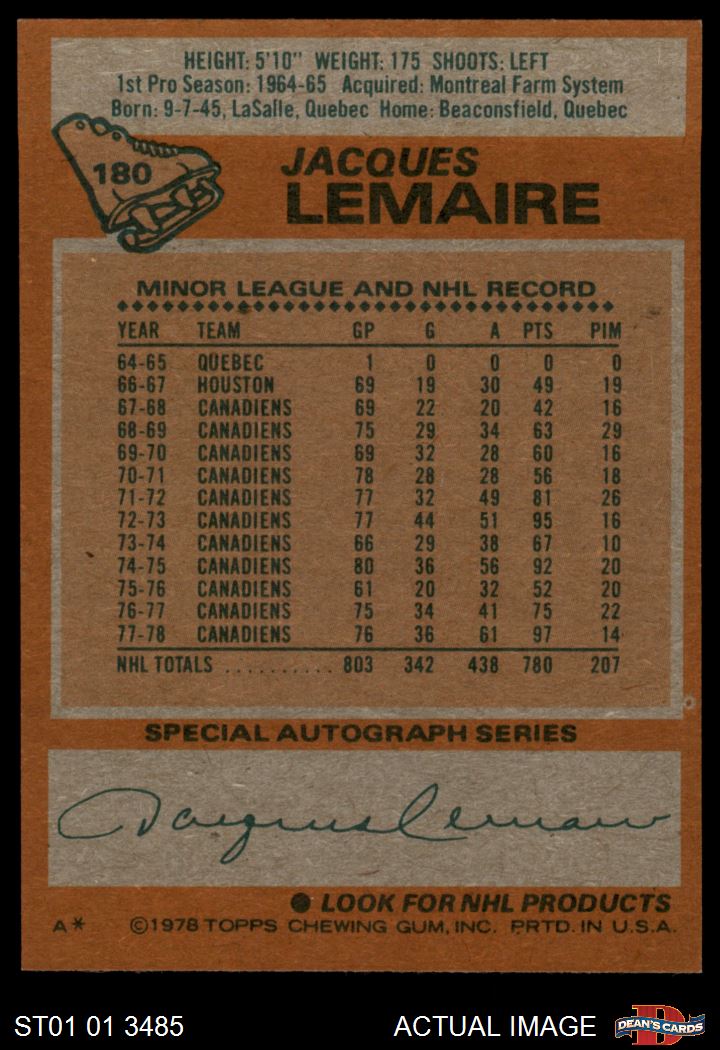 HEIGHT: 5'10" WEIGHT: 175 SHOOTS: LEFT
1st Pro Season: 1964-65 Acquired: Montreal Farm System
Born: 9-7-45, LaSalle, Quebec Home: Beaconsfield, Quebec
180
JACQUES
LEMAIRE
MINOR LEAGUE AND NHL RECORD
YEAR TEAM GP G A PTS PIM
64-65 QUEBEC 1 0 0 0 0
66-67 HOUSTON 69 19 30 49 19
67-68 CANADIENS 69 22 20 42 16
68-69 CANADIENS 75 29 34 63 29
69-70 CANADIENS 69 32 28 60 16
70-71 CANADIENS 78 28 28 56 18
71-72 CANADIENS 77 32 49 81 26
72-73 CANADIENS 77 44 51 95 16
73-74 CANADIENS 66 29 38 67 10
74-75 CANADIENS 80 36 56 92 20
75-76 CANADIENS 61 20 32 52 20
76-77 CANADIENS 75 34 41 75 22
77-78 CANADIENS 76 36 61 97 14
NHL TOTALS .......... 803 342 438 780 207
SPECIAL AUTOGRAPH SERIES
Jacques Lemaire
● LOOK FOR NHL PRODUCTS
A* ©1978 TOPPS CHEWING GUM, INC. PRTD. IN U.S.A.
ST01 01 3485 ACTUAL IMAGE D DEAN'S CARDS